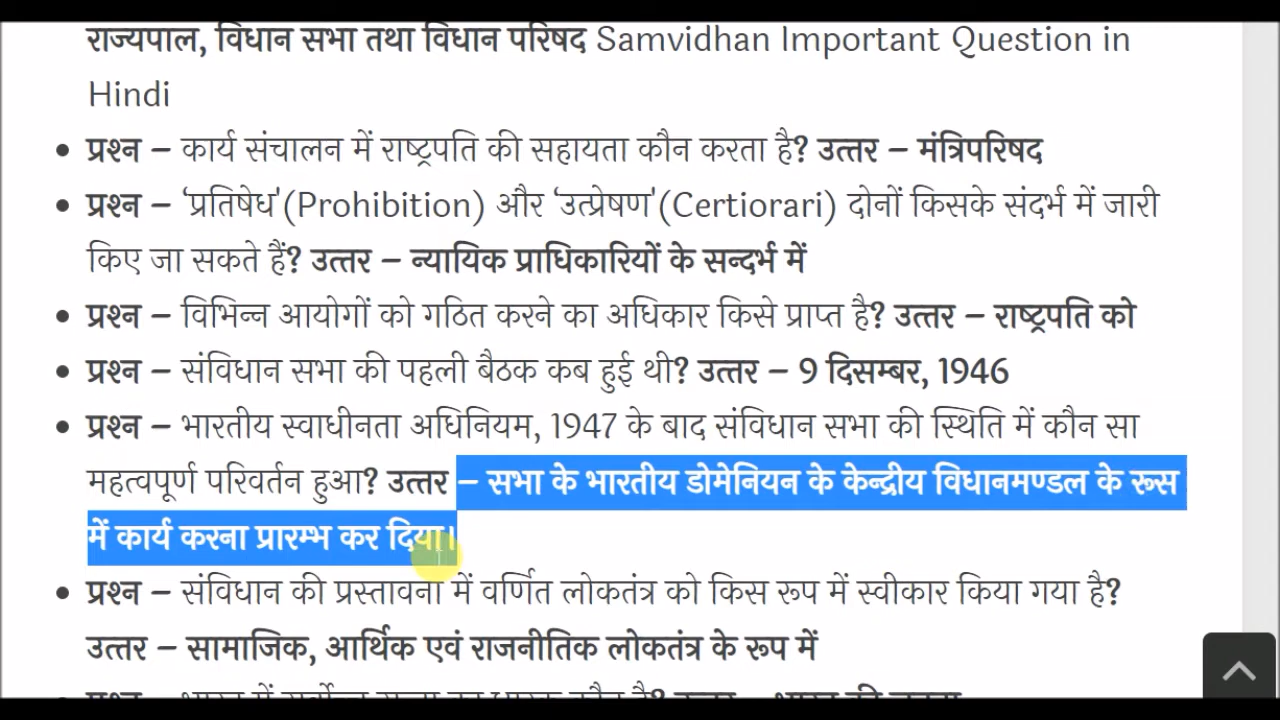 राज्यपाल, विधान सभा तथा विधान परिषद Samvidhan Important Question in
Hindi
प्रश्न – कार्य संचालन में राष्ट्रपति की सहायता कौन करता है? उत्तर – मंत्रिपरिषद
प्रश्न – ‘प्रतिषेध'(Prohibition) और ‘उत्प्रेषण'(Certiorari) दोनों किसके संदर्भ में जारी
किए जा सकते हैं? उत्तर – न्यायिक प्राधिकारियों के सन्दर्भ में
प्रश्न – विभिन्न आयोगों को गठित करने का अधिकार किसे प्राप्त है? उत्तर – राष्ट्रपति को
प्रश्न – संविधान सभा की पहली बैठक कब हुई थी? उत्तर – 9 दिसम्बर, 1946
प्रश्न – भारतीय स्वाधीनता अधिनियम, 1947 के बाद संविधान सभा की स्थिति में कौन सा
महत्वपूर्ण परिवर्तन हुआ? उत्तर – सभा के भारतीय डोमेनियन के केन्द्रीय विधानमण्डल के रूस
में कार्य करना प्रारम्भ कर दिया।
प्रश्न – संविधान की प्रस्तावना में वर्णित लोकतंत्र को किस रूप में स्वीकार किया गया है?
उत्तर – सामाजिक, आर्थिक एवं राजनीतिक लोकतंत्र के रूप में